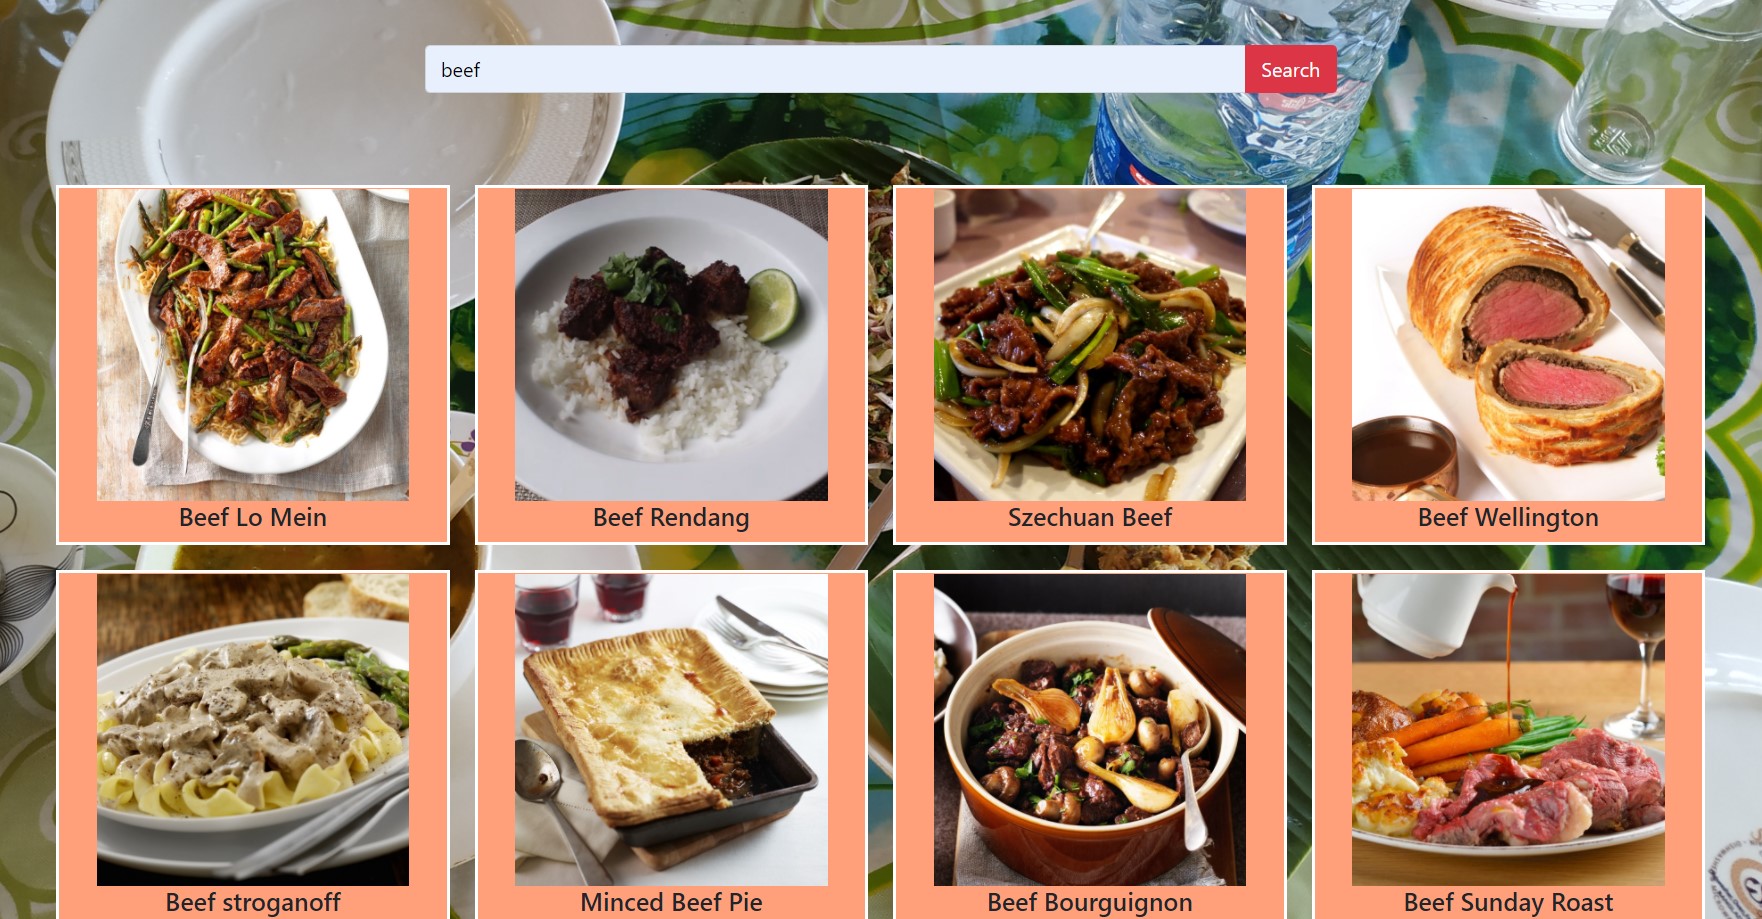 beef
Search
Beef Lo Mein
Beef Rendang
Szechuan Beef
Beef Wellington
Beef stroganoff
Minced Beef Pie
Beef Bourguignon
Beef Sunday Roast